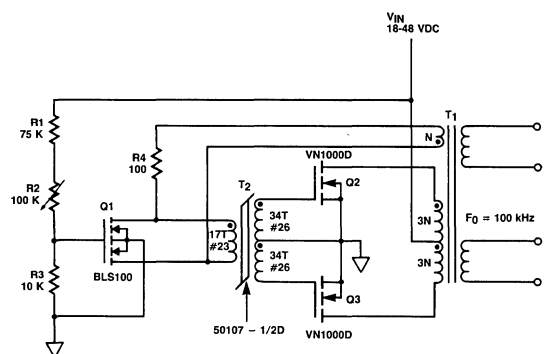 VIN
18-48 VDC
R1
75 K
R2
100 K
R3
10 K
Q1
BLS100
R4
100
T2
17T
#23
34T
#26
34T
#26
50107 - 1/2D
VN1000D
Q2
Q3
VN1000D
N
T1
3N
3N
F0 = 100 kHz